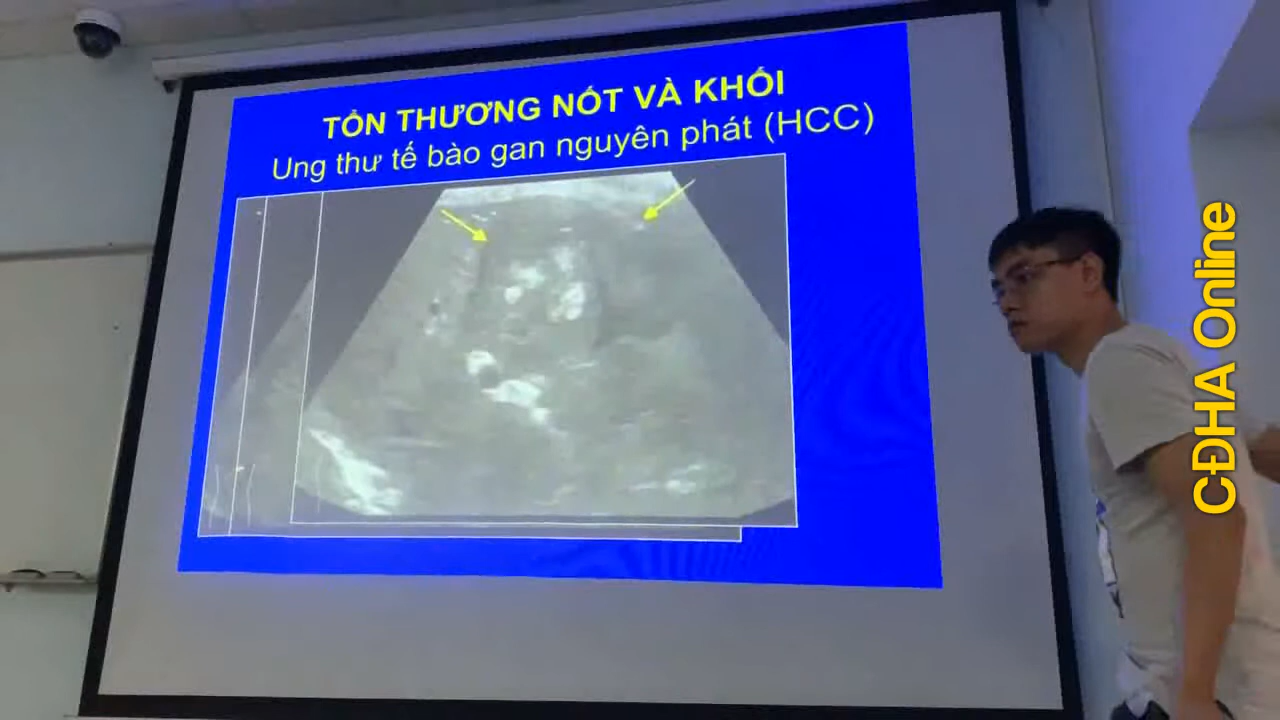 TỔN THƯƠNG NỐT VÀ KHỐI
Ung thư tế bào gan nguyên phát (HCC)
CĐHA Online